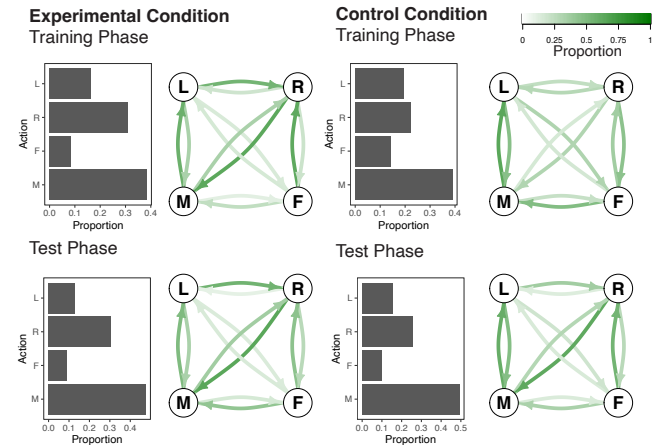 Experimental Condition
Training Phase
Control Condition
Training Phase
0 0.25 0.5 0.75 1
Proportion
Action
L
R
F
M
0.0 0.1 0.2 0.3 0.4
Proportion
L R
M F
Action
L
R
F
M
0.0 0.1 0.2 0.3 0.4
Proportion
L R
M F
Test Phase
Action
L
R
F
M
0.0 0.1 0.2 0.3 0.4
Proportion
L R
M F
Test Phase
Action
L
R
F
M
0.0 0.1 0.2 0.3 0.4 0.5
Proportion
L R
M F